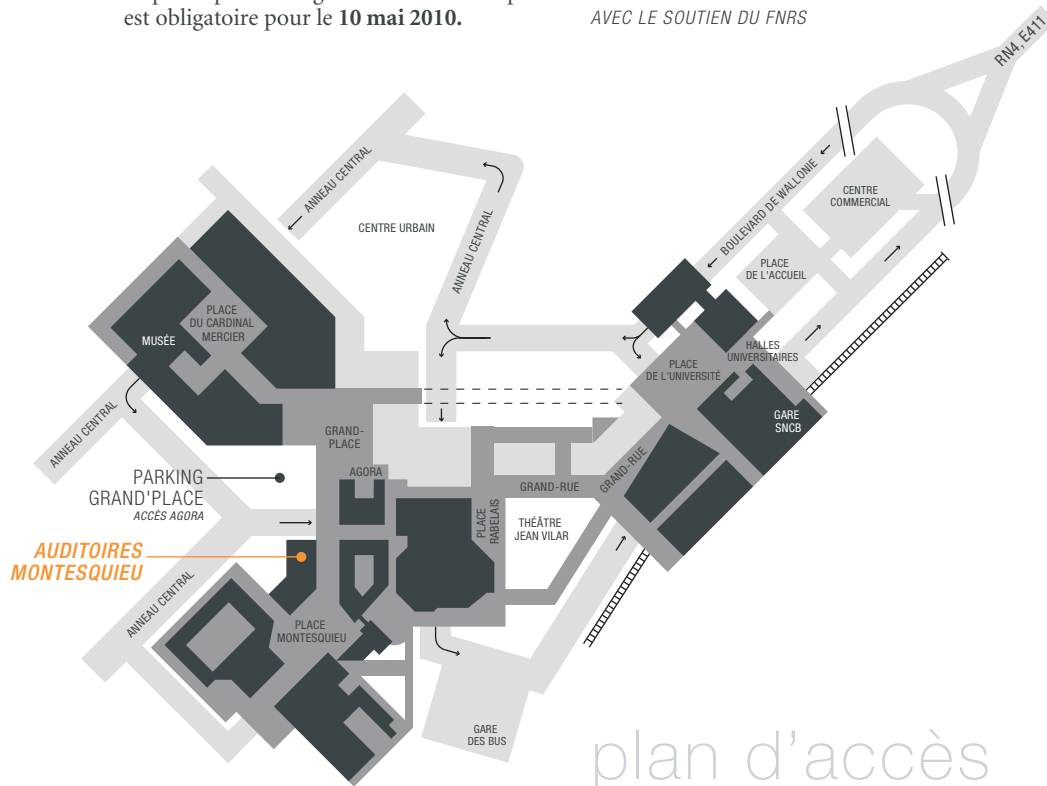 est obligatoire pour le 10 mai 2010.
AVEC LE SOUTIEN DU FNRS
RN4, E411
ANNEAU CENTRAL
CENTRE URBAIN
ANNEAU CENTRAL
BOULEVARD DE WALLONIE
CENTRE
COMMERCIAL
PLACE
DE L'ACCUEIL
PLACE
DU CARDINAL
MERCIER
MUSÉE
HALLES
UNIVERSITAIRES
PLACE
DE L'UNIVERSITÉ
GARE
SNCB
ANNEAU CENTRAL
GRAND-
PLACE
AGORA
GRAND-RUE
GRAND-RUE
PLACE
RABELAIS
THÉÂTRE
JEAN VILAR
PARKING
GRAND'PLACE
ACCÈS AGORA
AUDITOIRES
MONTESQUIEU
ANNEAU CENTRAL
PLACE
MONTESQUIEU
GARE
DES BUS
plan d'accès